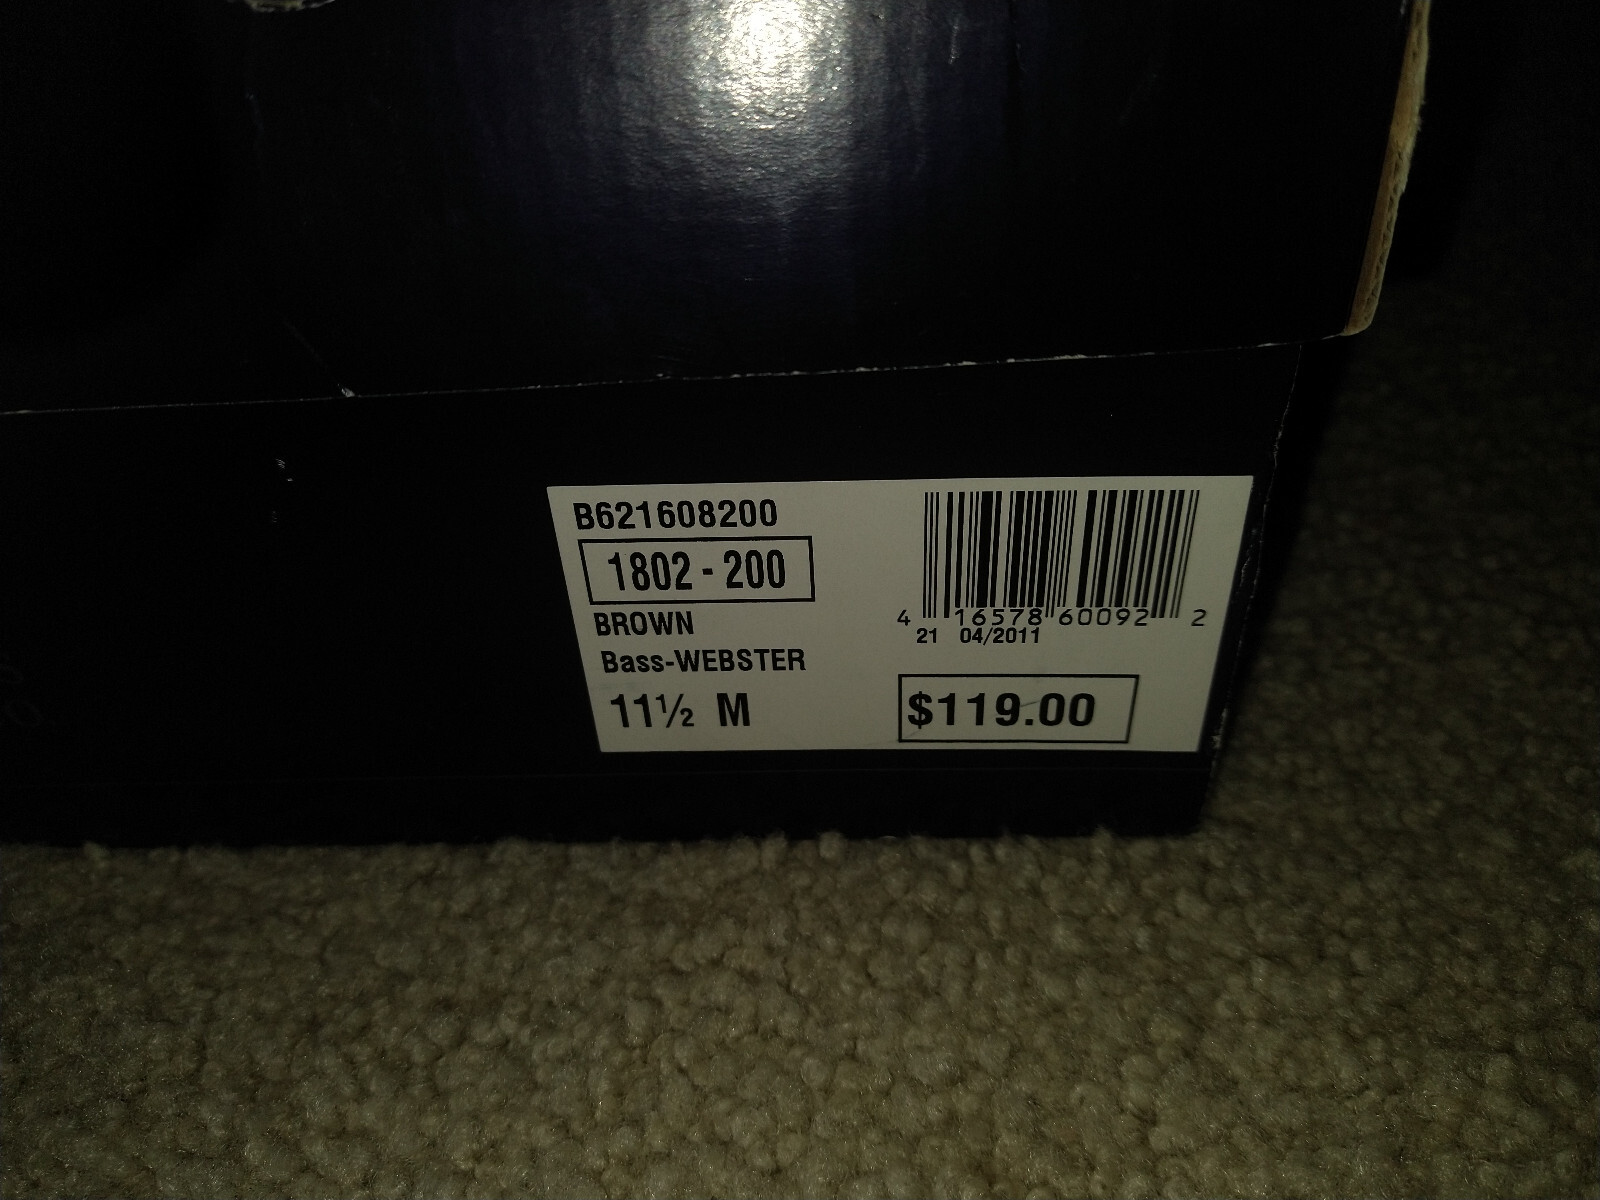 B621608200
1802 - 200
BROWN
Bass-WEBSTER
11½ M
4 16578 60092 2
21 04/2011
$119.00